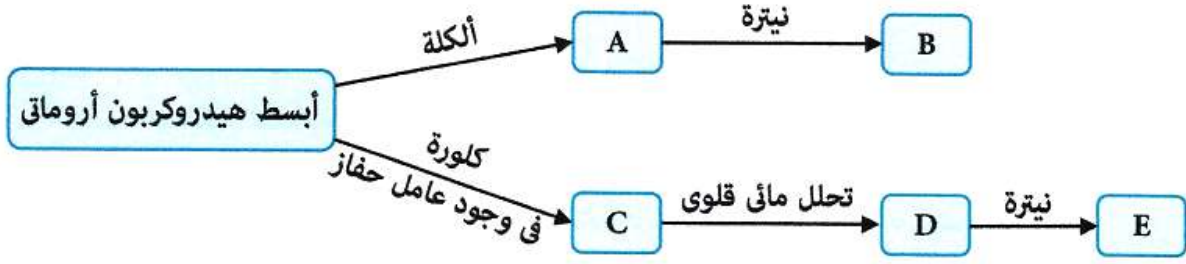 أبسط هيدروكربون أروماتى
ألكلة
A
نيترة
B
كلورة
فى وجود عامل حفاز
C
تحلل مائى قلوى
D
نيترة
E